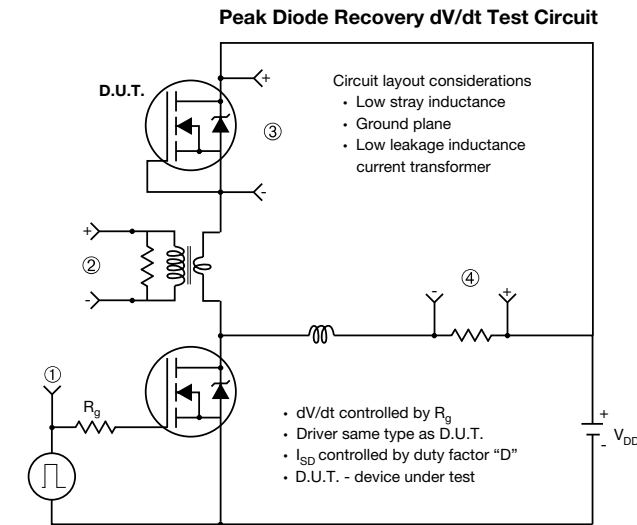 Peak Diode Recovery dV/dt Test Circuit
D.U.T.
+
Circuit layout considerations
• Low stray inductance
• Ground plane
• Low leakage inductance
current transformer
③
-
+
②
-
④
-
+
①
Rg
• dV/dt controlled by Rg
• Driver same type as D.U.T.
• ISD controlled by duty factor “D”
• D.U.T. - device under test
+
VDD
-